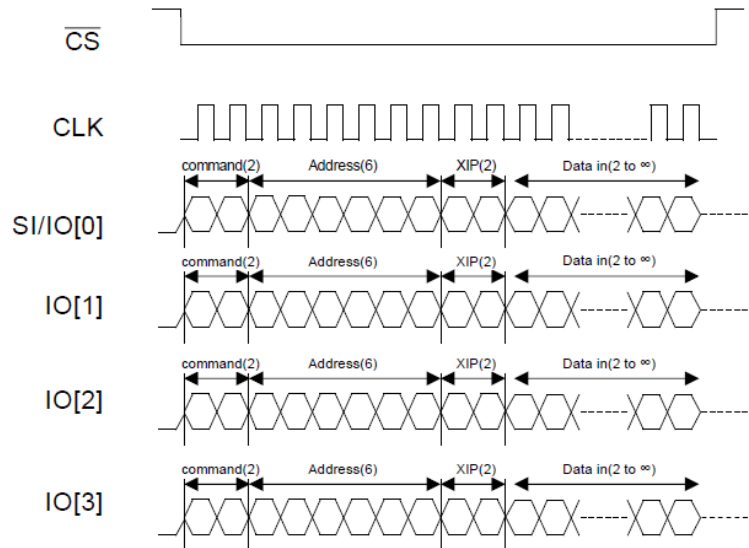 CS
CLK
command(2) Address(6) XIP(2) Data in(2 to ∞)
SI/IO[0]
command(2) Address(6) XIP(2) Data in(2 to ∞)
IO[1]
command(2) Address(6) XIP(2) Data in(2 to ∞)
IO[2]
command(2) Address(6) XIP(2) Data in(2 to ∞)
IO[3]